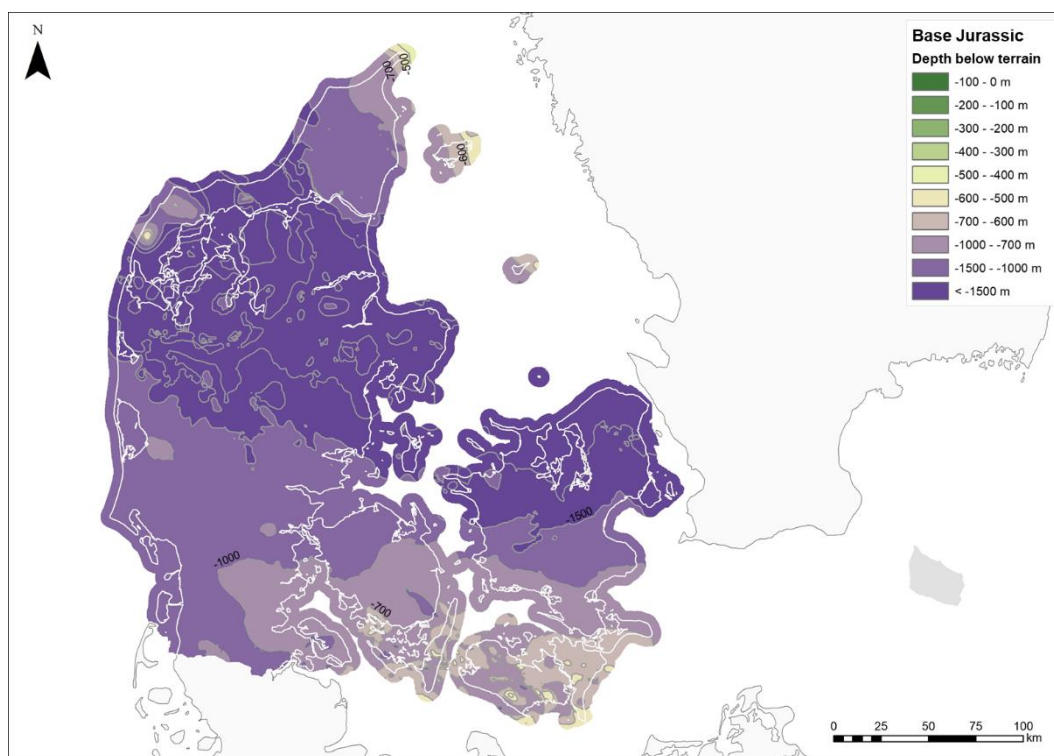 N
Base Jurassic
Depth below terrain
-100 - 0 m
-200 - -100 m
-300 - -200 m
-400 - -300 m
-500 - -400 m
-600 - -500 m
-700 - -600 m
-1000 - -700 m
-1500 - -1000 m
< -1500 m
-500
-700
-600
-1500
-1000
-700
0 25 50 75 100
km